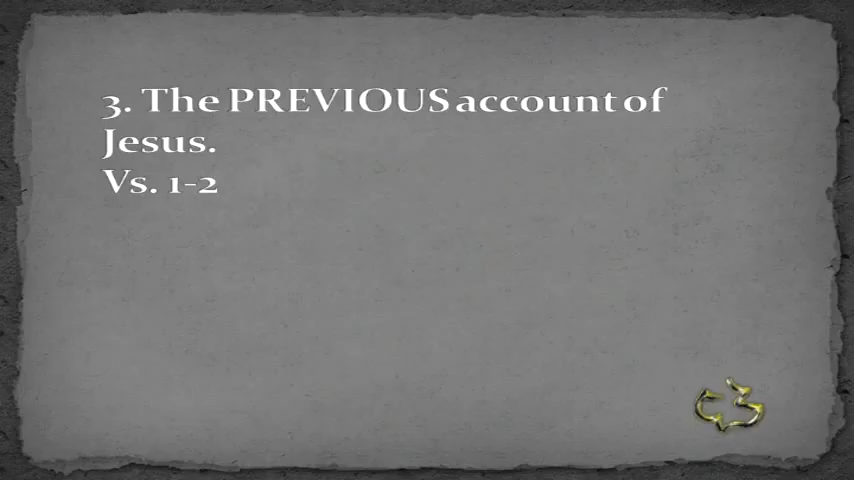 3. The PREVIOUS account of
Jesus.
Vs. 1-2